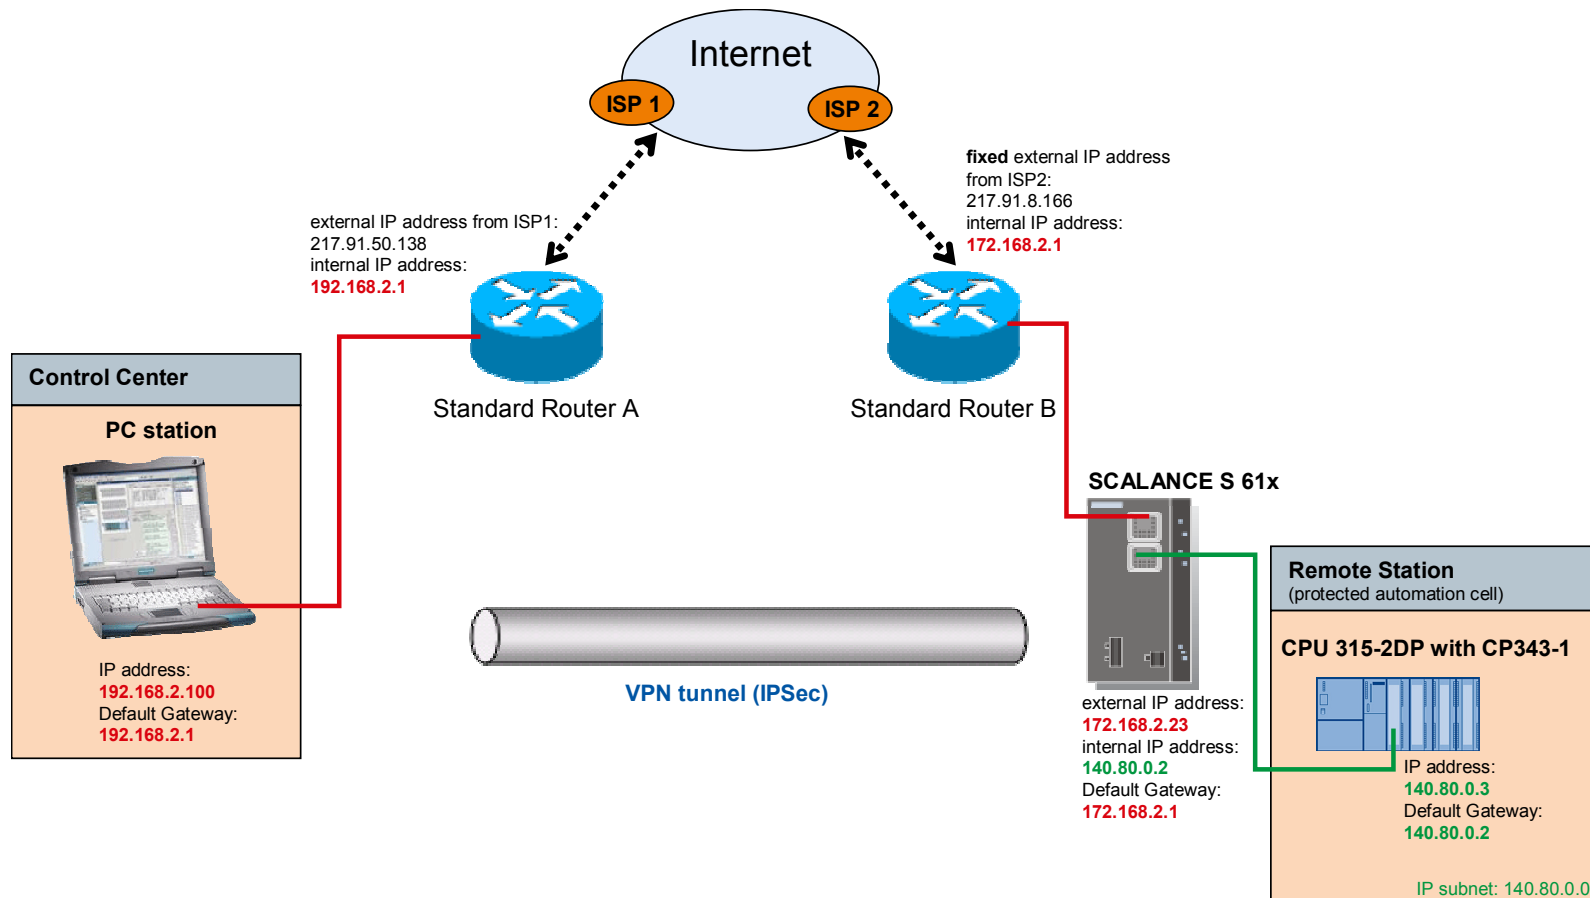 Internet
ISP 1
ISP 2
fixed external IP address
from ISP2:
217.91.8.166
internal IP address:
172.168.2.1
external IP address from ISP1:
217.91.50.138
internal IP address:
192.168.2.1
Standard Router A
Standard Router B
Control Center
PC station
IP address:
192.168.2.100
Default Gateway:
192.168.2.1
VPN tunnel (IPSec)
SCALANCE S 61x
external IP address:
172.168.2.23
internal IP address:
140.80.0.2
Default Gateway:
172.168.2.1
Remote Station
(protected automation cell)
CPU 315-2DP with CP343-1
IP address:
140.80.0.3
Default Gateway:
140.80.0.2
IP subnet: 140.80.0.0